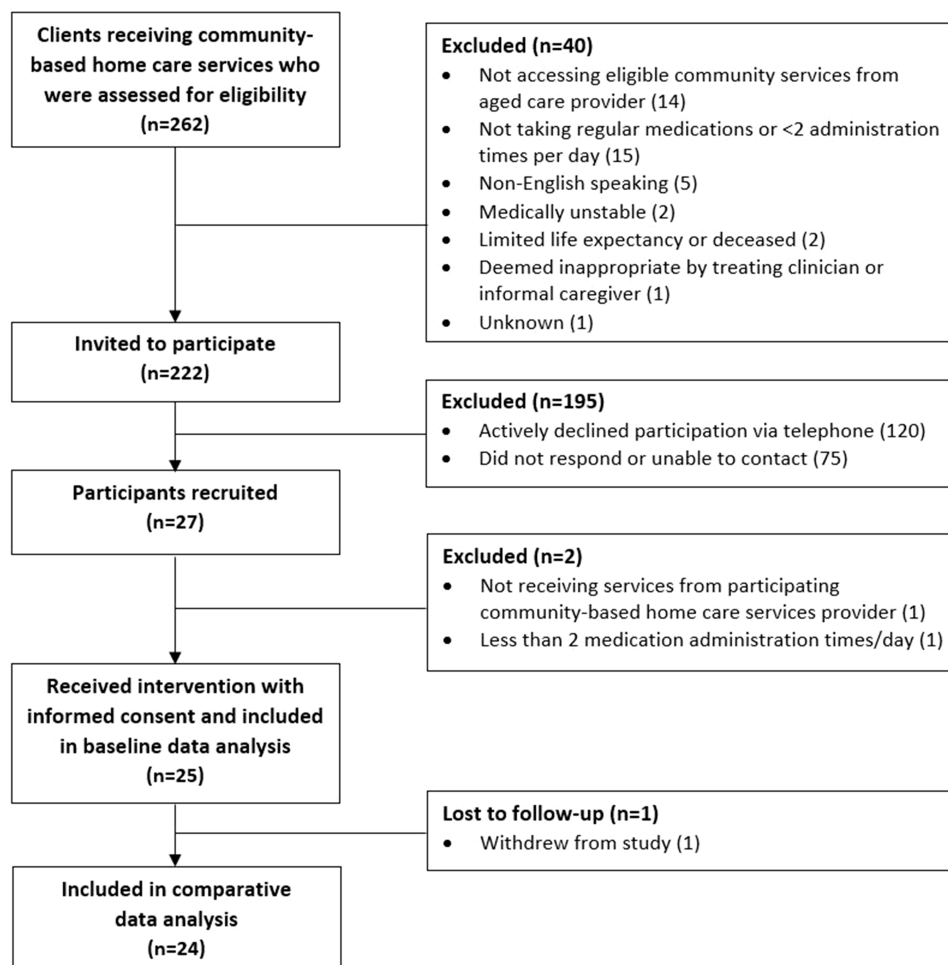 Clients receiving community-
based home care services who
were assessed for eligibility
(n=262)
Excluded (n=40)
• Not accessing eligible community services from
aged care provider (14)
• Not taking regular medications or <2 administration
times per day (15)
• Non-English speaking (5)
• Medically unstable (2)
• Limited life expectancy or deceased (2)
• Deemed inappropriate by treating clinician or
informal caregiver (1)
• Unknown (1)
Invited to participate
(n=222)
Excluded (n=195)
• Actively declined participation via telephone (120)
• Did not respond or unable to contact (75)
Participants recruited
(n=27)
Excluded (n=2)
• Not receiving services from participating
community-based home care services provider (1)
• Less than 2 medication administration times/day (1)
Received intervention with
informed consent and included
in baseline data analysis
(n=25)
Lost to follow-up (n=1)
• Withdrew from study (1)
Included in comparative
data analysis
(n=24)